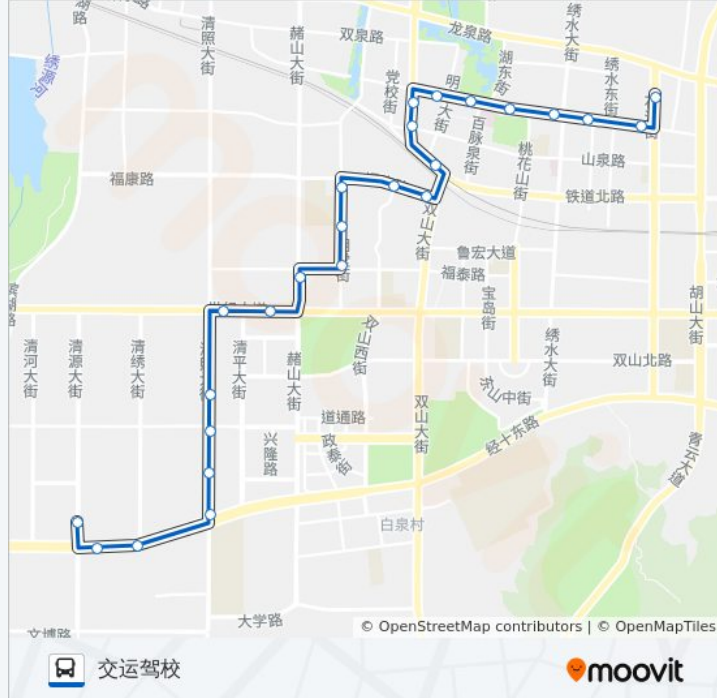 清照大街
赭山大街
双泉路
龙泉路
绣水大街
绣源河
党校街
湖东街
绣水东街
百脉泉街
桃花山街
山泉路
福康路
铁道北路
双山大街
鲁宏大道
福泰路
宝岛街
胡山大街
清河大街
清源大街
清绣大街
清平大街
赭山大街
双山西街
绣水大街
双山北路
双山大街
道通路
兴隆路
政泰街
经十东路
青云大道
白泉村
大学路
文博路
© OpenStreetMap contributors | © OpenMapTiles
交运驾校
moovit